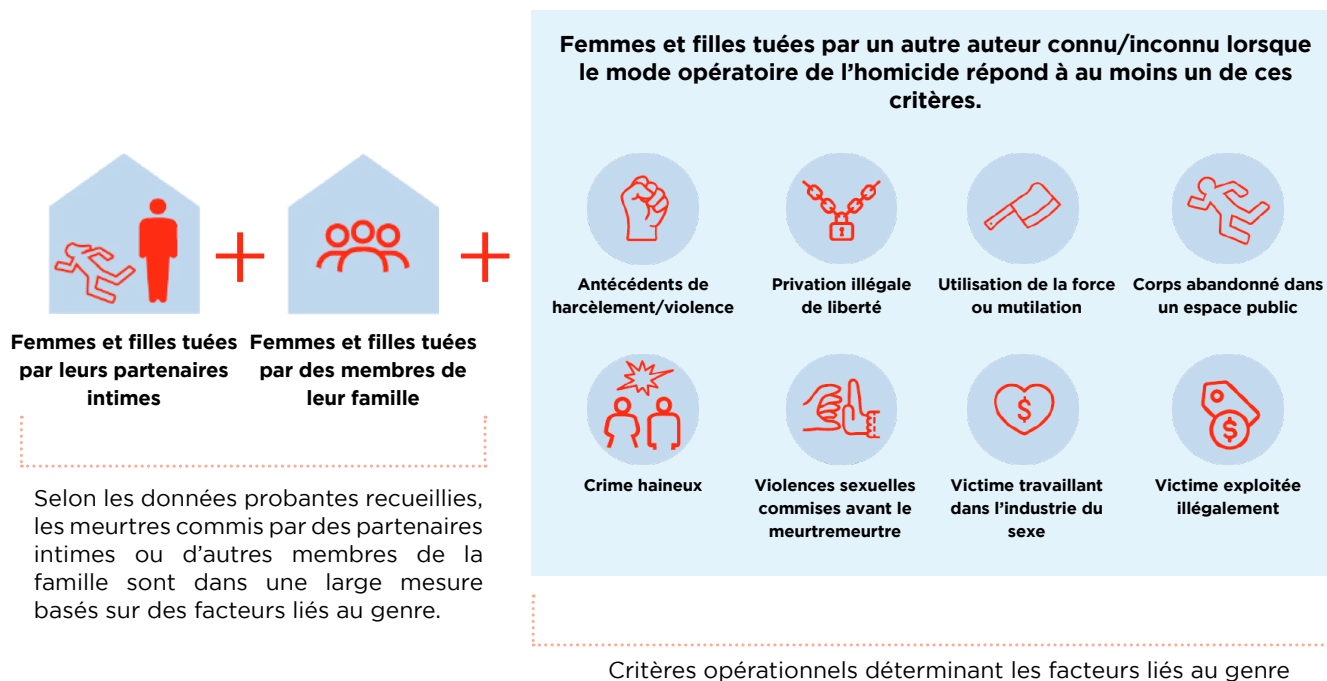 Femmes et filles tuées par un autre auteur connu/inconnu lorsque
le mode opératoire de l'homicide répond à au moins un de ces
critères.
Femmes et filles tuées
par leurs partenaires
intimes
Femmes et filles tuées
par des membres de
leur famille
Antécédents de
harcèlement/violence
Privation illégale
de liberté
Utilisation de la force
ou mutilation
Corps abandonné dans
un espace public
Crime haineux
Violences sexuelles
commises avant le
meurtremeurtre
$
Victime travaillant
dans l'industrie du
sexe
$
Victime exploitée
illégalement
Selon les données probantes recueillies,
les meurtres commis par des partenaires
intimes ou d'autres membres de la
famille sont dans une large mesure
basés sur des facteurs liés au genre.
Critères opérationnels déterminant les facteurs liés au genre